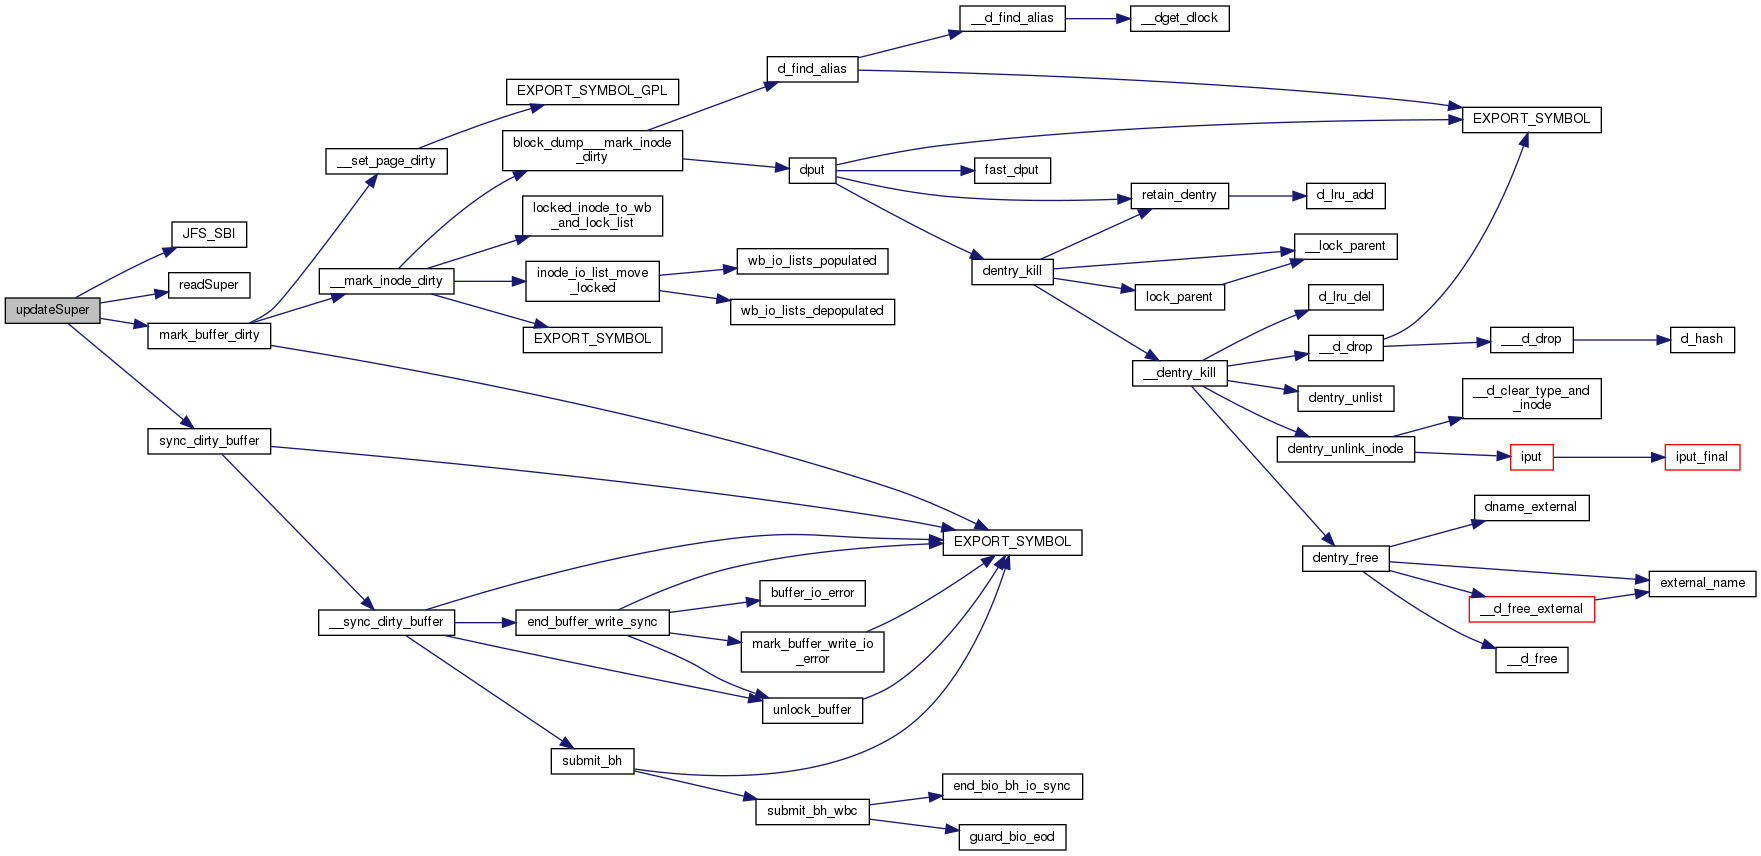 updateSuper
JFS_SBI
readSuper
mark_buffer_dirty
sync_dirty_buffer
__set_page_dirty
__mark_inode_dirty
__sync_dirty_buffer
EXPORT_SYMBOL_GPL
block_dump___mark_inode
_dirty
locked_inode_to_wb
_and_lock_list
inode_io_list_move
_locked
EXPORT_SYMBOL
end_buffer_write_sync
submit_bh
d_find_alias
dput
wb_io_lists_populated
wb_io_lists_depopulated
buffer_io_error
mark_buffer_write_io
_error
unlock_buffer
submit_bh_wbc
__d_find_alias
fast_dput
dentry_kill
EXPORT_SYMBOL
end_bio_bh_io_sync
guard_bio_eod
__dget_dlock
retain_dentry
lock_parent
__dentry_kill
d_lru_add
__lock_parent
d_lru_del
__d_drop
dentry_unlist
dentry_unlink_inode
dentry_free
EXPORT_SYMBOL
___d_drop
__d_clear_type_and
_inode
iput
dname_external
__d_free_external
__d_free
d_hash
iput_final
external_name